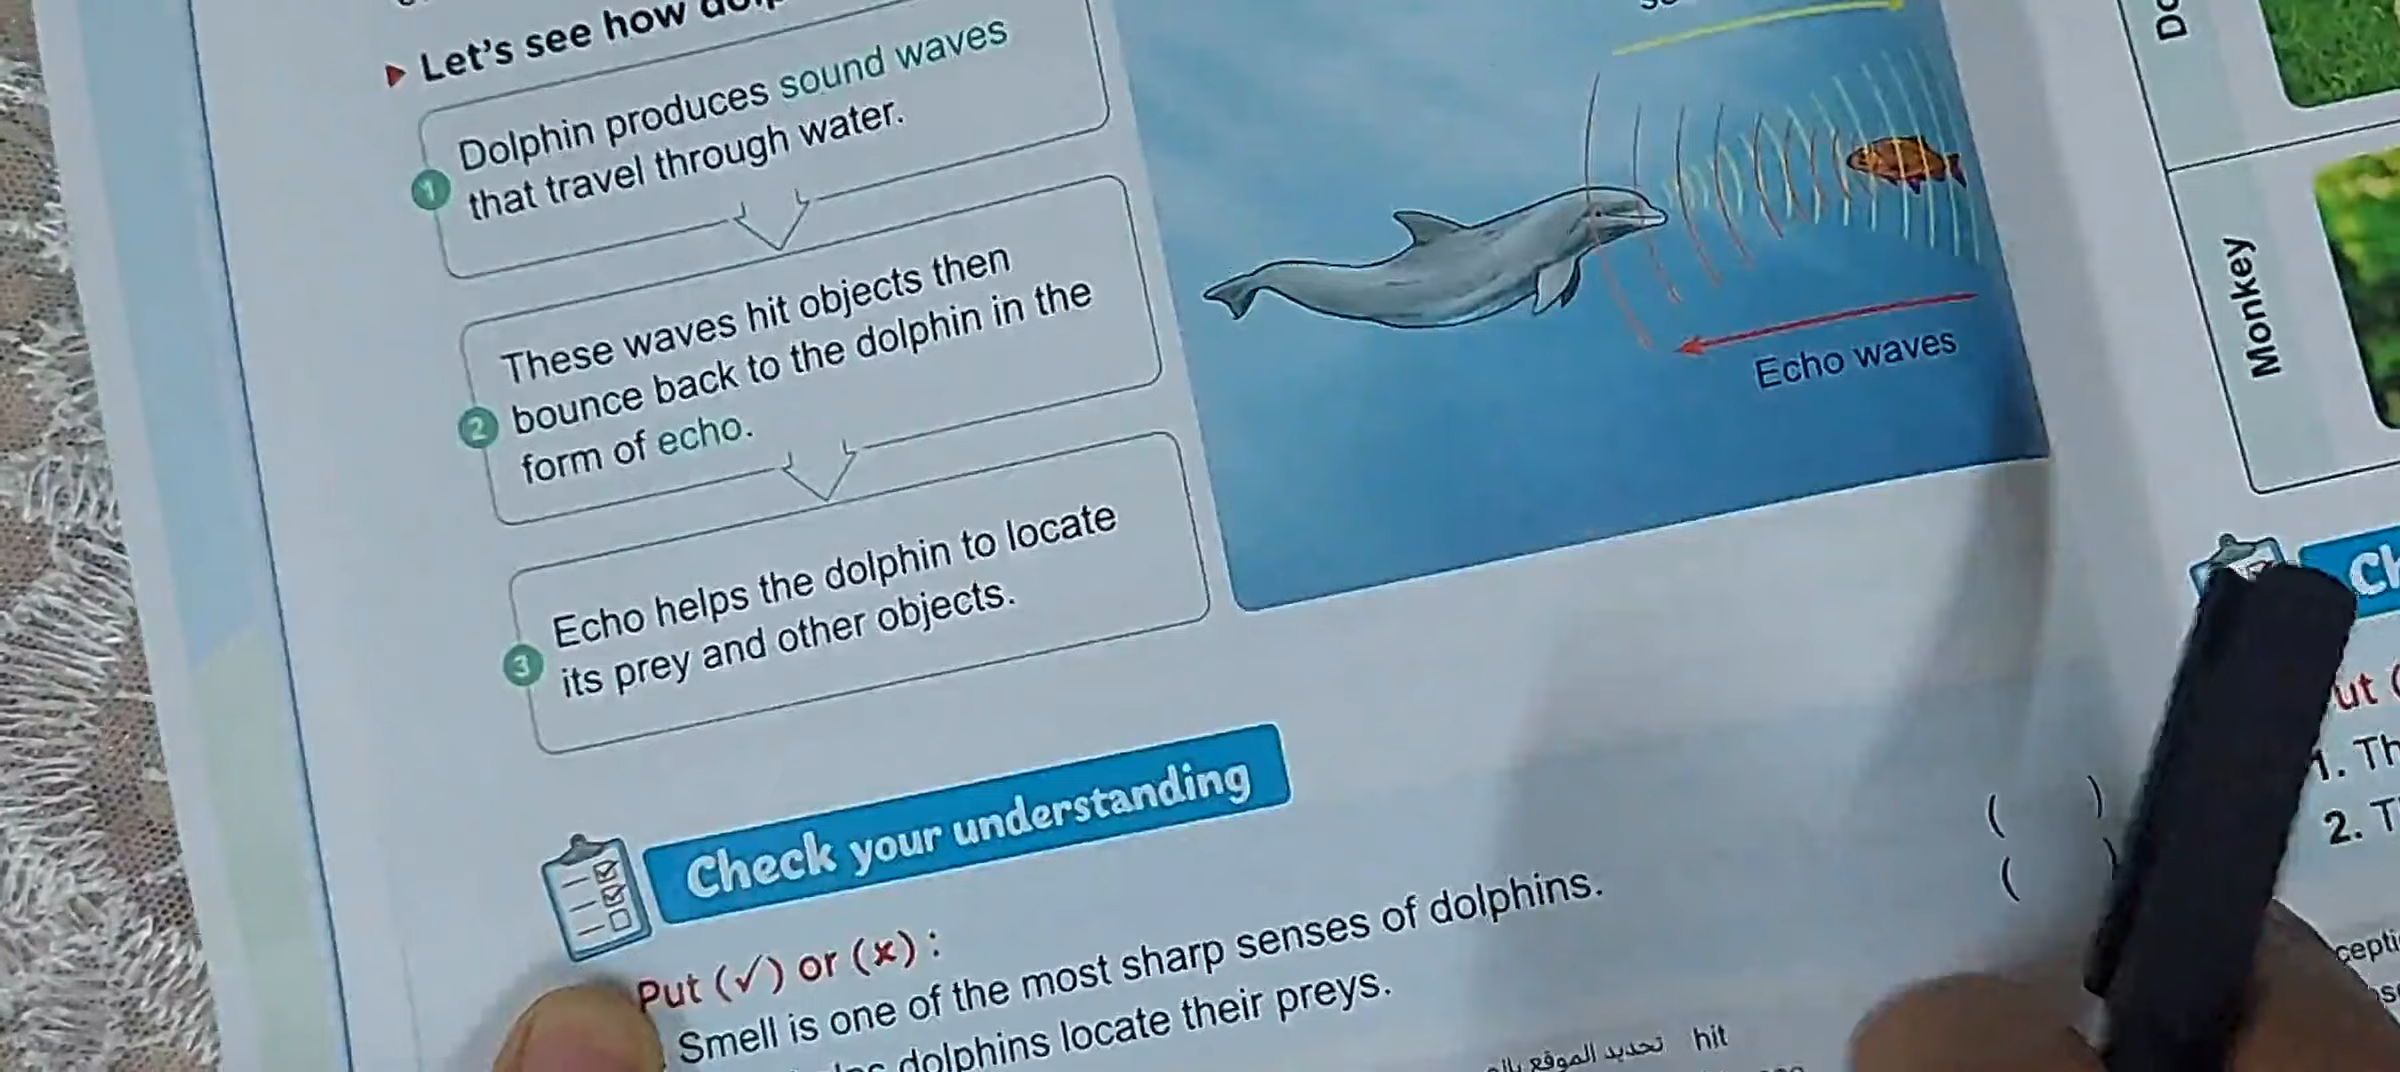 Let's see how
1 Dolphin produces sound waves
that travel through water.
2 These waves hit objects then
bounce back to the dolphin in the
form of echo.
3 Echo helps the dolphin to locate
its prey and other objects.
Echo waves
Check your understanding
Put (✓) or (x) :
Smell is one of the most sharp senses of dolphins. ( )
dolphins locate their preys. ( )
hit تحديد الموقع
Monkey
1. Th
2. T